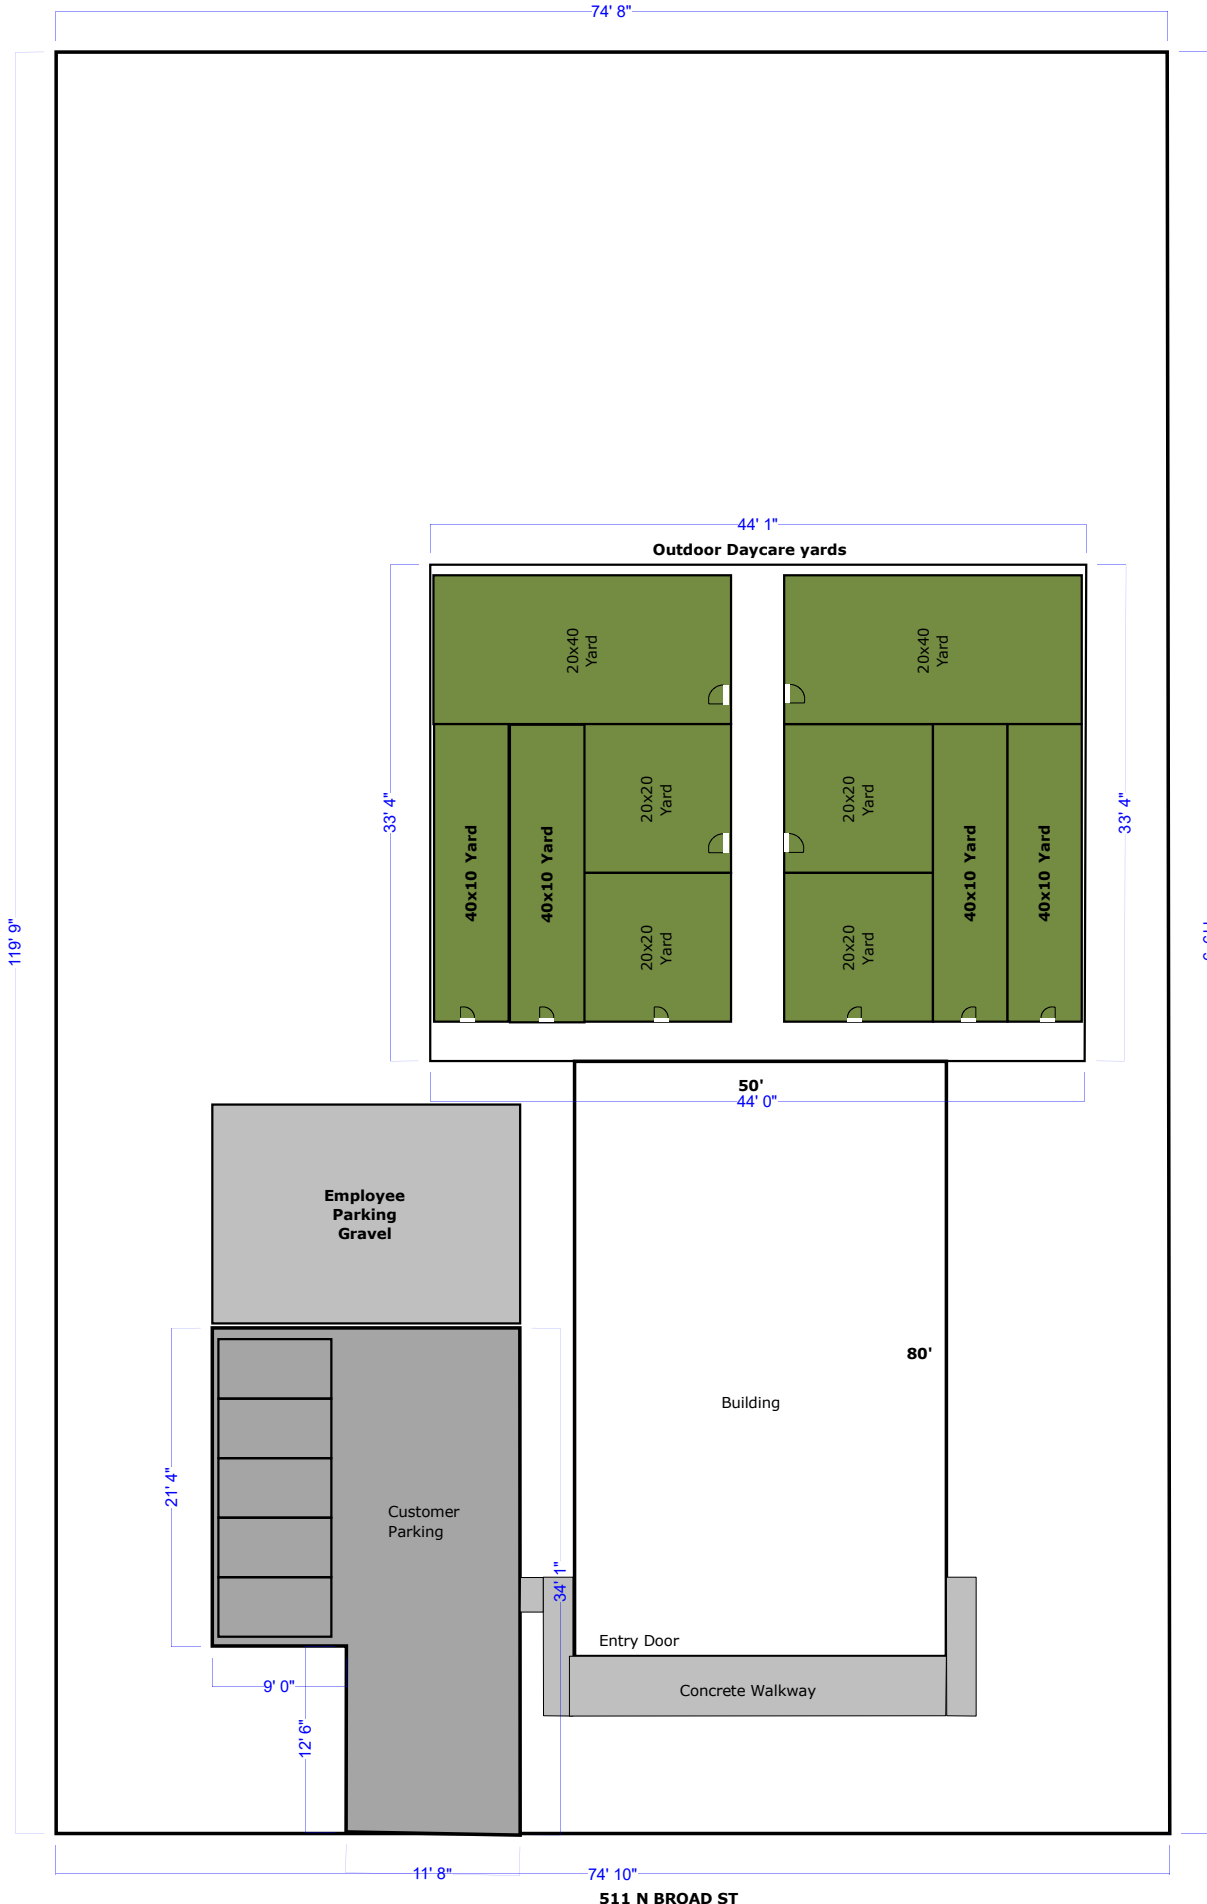 74' 8"
44' 1"
Outdoor Daycare yards
20x40
Yard
20x40
Yard
33' 4"
33' 4"
20x20
Yard
20x20
Yard
40x10 Yard
40x10 Yard
40x10 Yard
40x10 Yard
20x20
Yard
20x20
Yard
119' 9"
50'
44' 0"
Employee
Parking
Gravel
80'
Building
21' 4"
Customer
Parking
34' 1"
Entry Door
9' 0"
Concrete Walkway
12' 6"
11' 8"
74' 10"
511 N BROAD ST